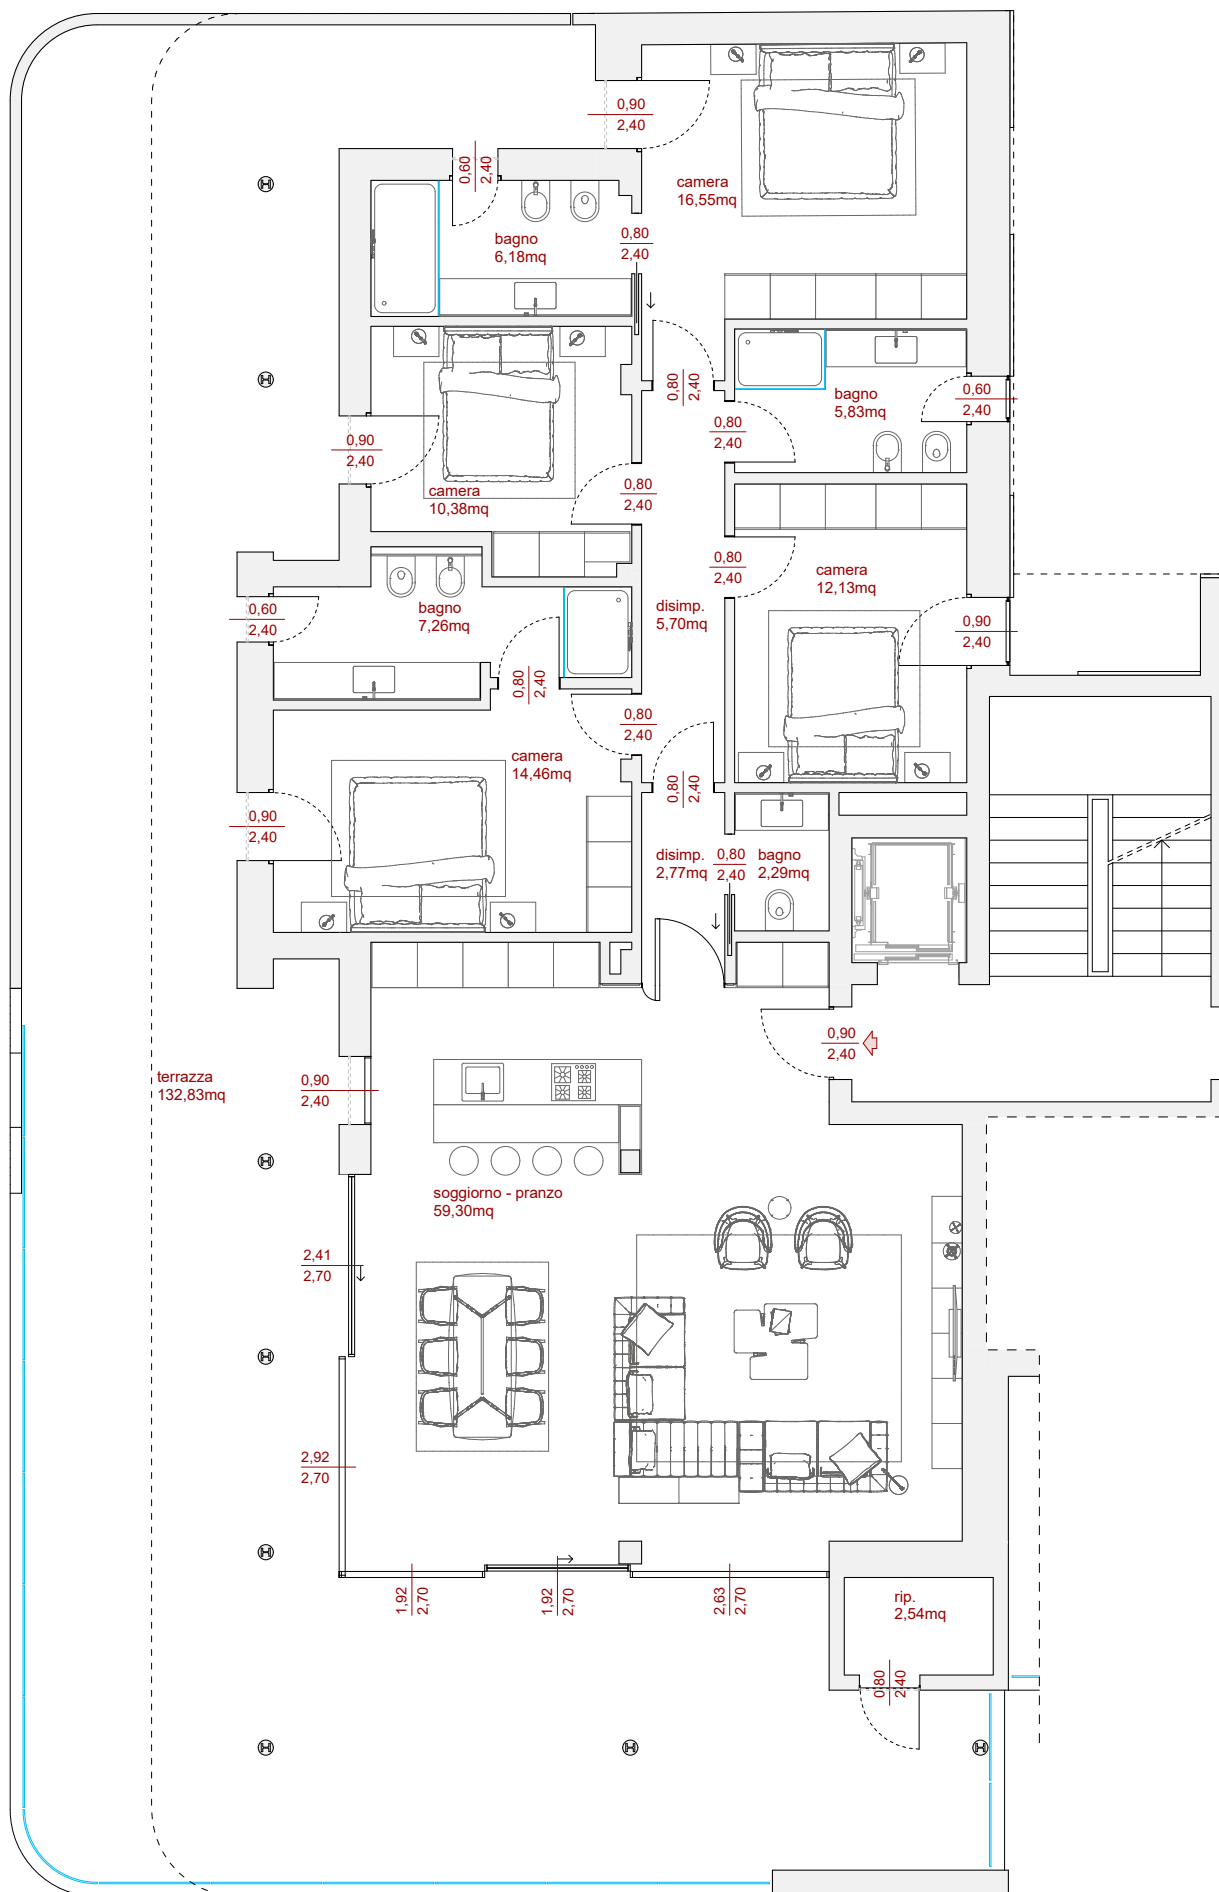 0,90
2,40
0,60
2,40
camera
16,55mq
bagno
6,18mq
0,80
2,40
0,80
2,40
bagno
5,83mq
0,60
2,40
0,80
2,40
0,90
2,40
camera
10,38mq
0,80
2,40
0,80
2,40
camera
12,13mq
bagno
7,26mq
disimp.
5,70mq
0,60
2,40
0,90
2,40
0,80
2,40
0,80
2,40
camera
14,46mq
0,80
2,40
0,90
2,40
disimp.
2,77mq
0,80
2,40
bagno
2,29mq
0,90
2,40
terrazza
132,83mq
0,90
2,40
soggiorno - pranzo
59,30mq
2,41
2,70
2,92
2,70
1,92
2,70
1,92
2,70
2,63
2,70
rip.
2,54mq
0,80
2,40